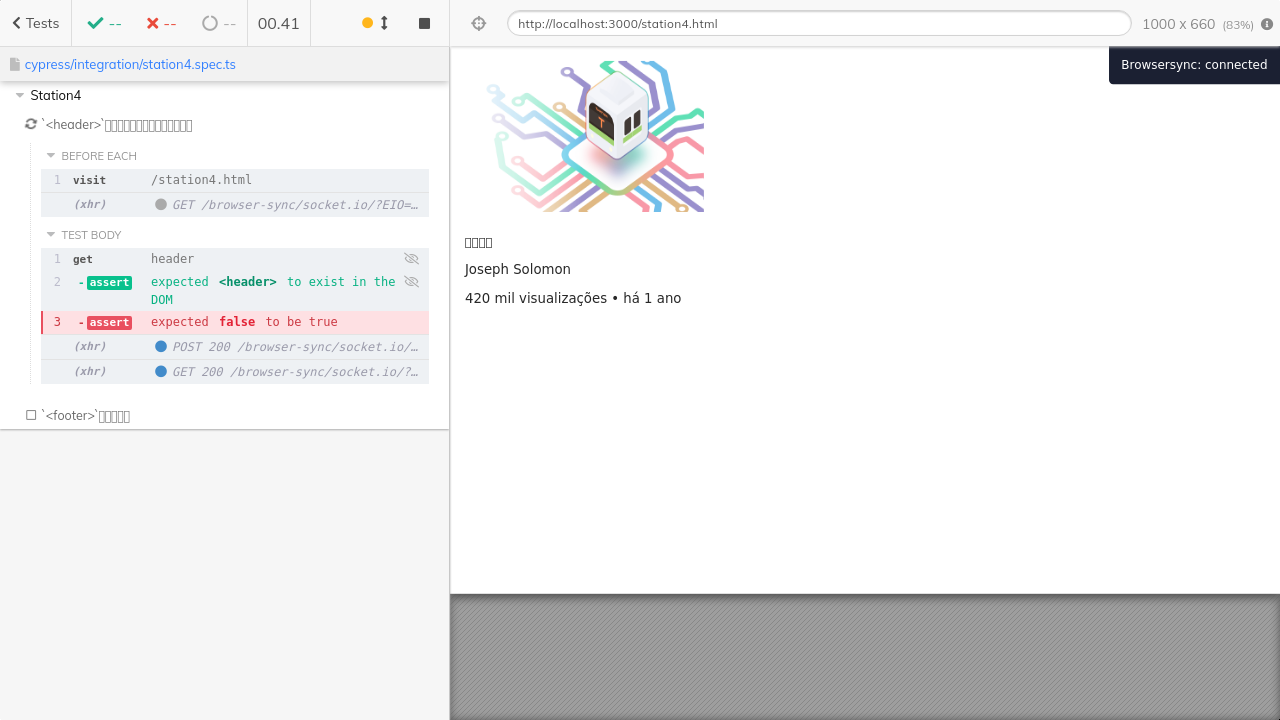 Tests
--
--
--
00.41
http://localhost:3000/station4.html
1000 x 660 (83%)
cypress/integration/station4.spec.ts
Browsersync: connected
Station4
`<header>`
BEFORE EACH
1 visit /station4.html
(xhr) GET /browser-sync/socket.io/?EIO=…
TEST BODY
1 get header
2 -assert expected <header> to exist in the
DOM
3 -assert expected false to be true
(xhr) POST 200 /browser-sync/socket.io/…
(xhr) GET 200 /browser-sync/socket.io/?…
`<footer>`
Joseph Solomon
420 mil visualizações • há 1 ano